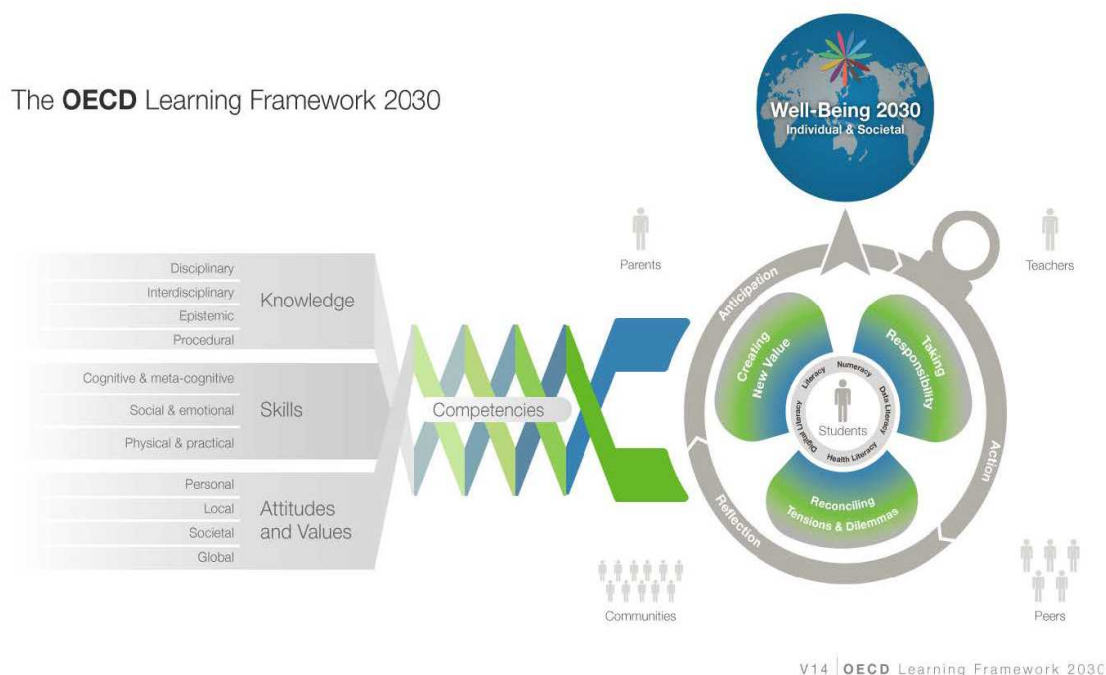 The OECD Learning Framework 2030
Well-Being 2030
Individual & Societal
Parents
Teachers
Disciplinary
Interdisciplinary
Epistemic
Procedural
Knowledge
Cognitive & meta-cognitive
Social & emotional
Physical & practical
Skills
Personal
Local
Societal
Global
Attitudes
and Values
Competencies
Anticipation
Action
Reflection
Creating
New Value
Taking
Responsibility
Reconciling
Tensions & Dilemmas
Literacy
Numeracy
Data Literacy
Health Literacy
Digital Literacy
Students
Communities
Peers
V14 | OECD Learning Framework 2030